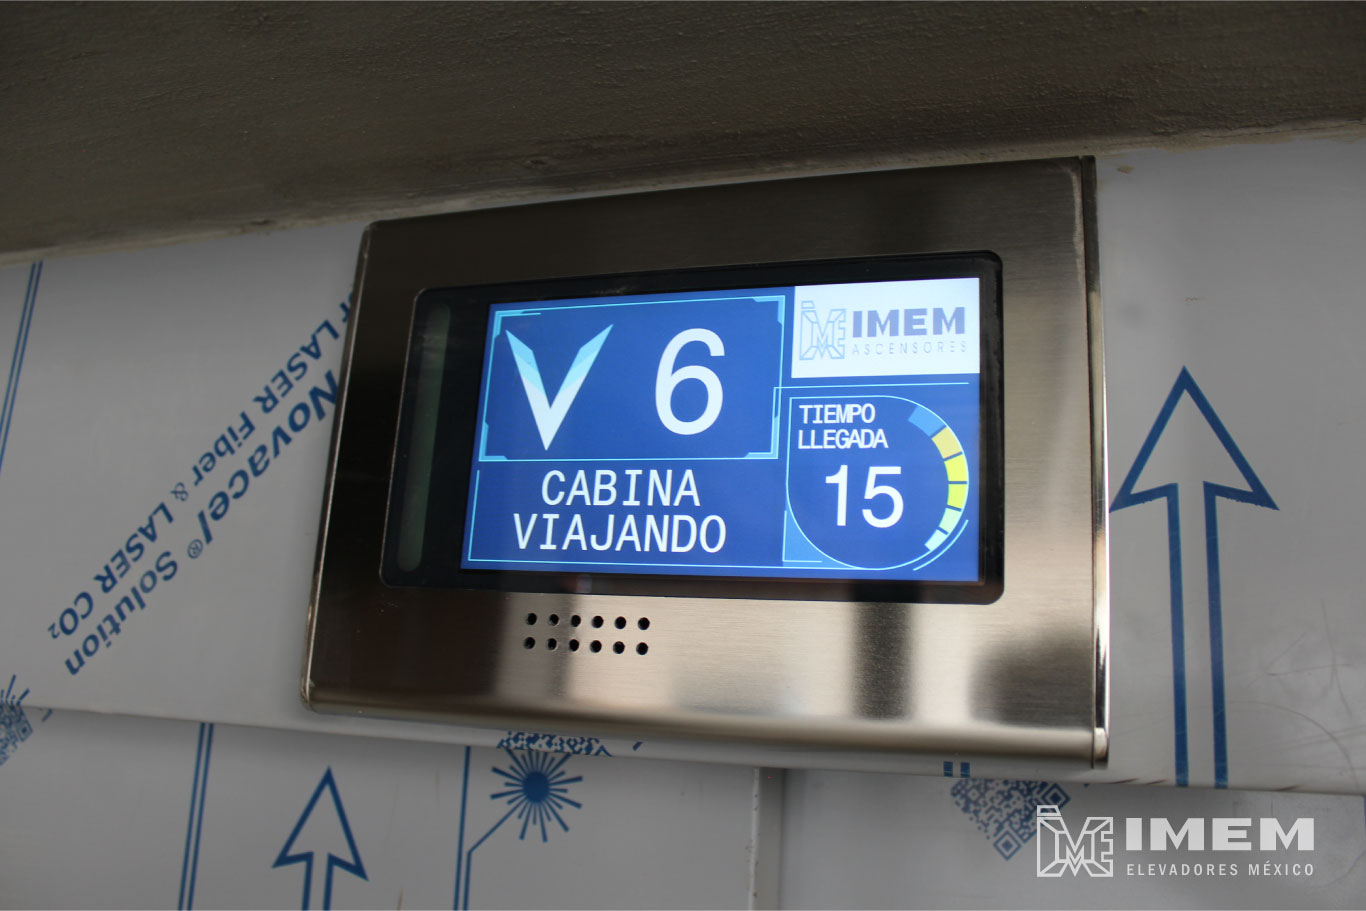 6
IMEM
ASCENSORES
TIEMPO
LLEGADA
15
CABINA
VIAJANDO
LASER Fiber & LASER CO₂
Novacel® Solution
IMEM
ELEVADORES MÉXICO